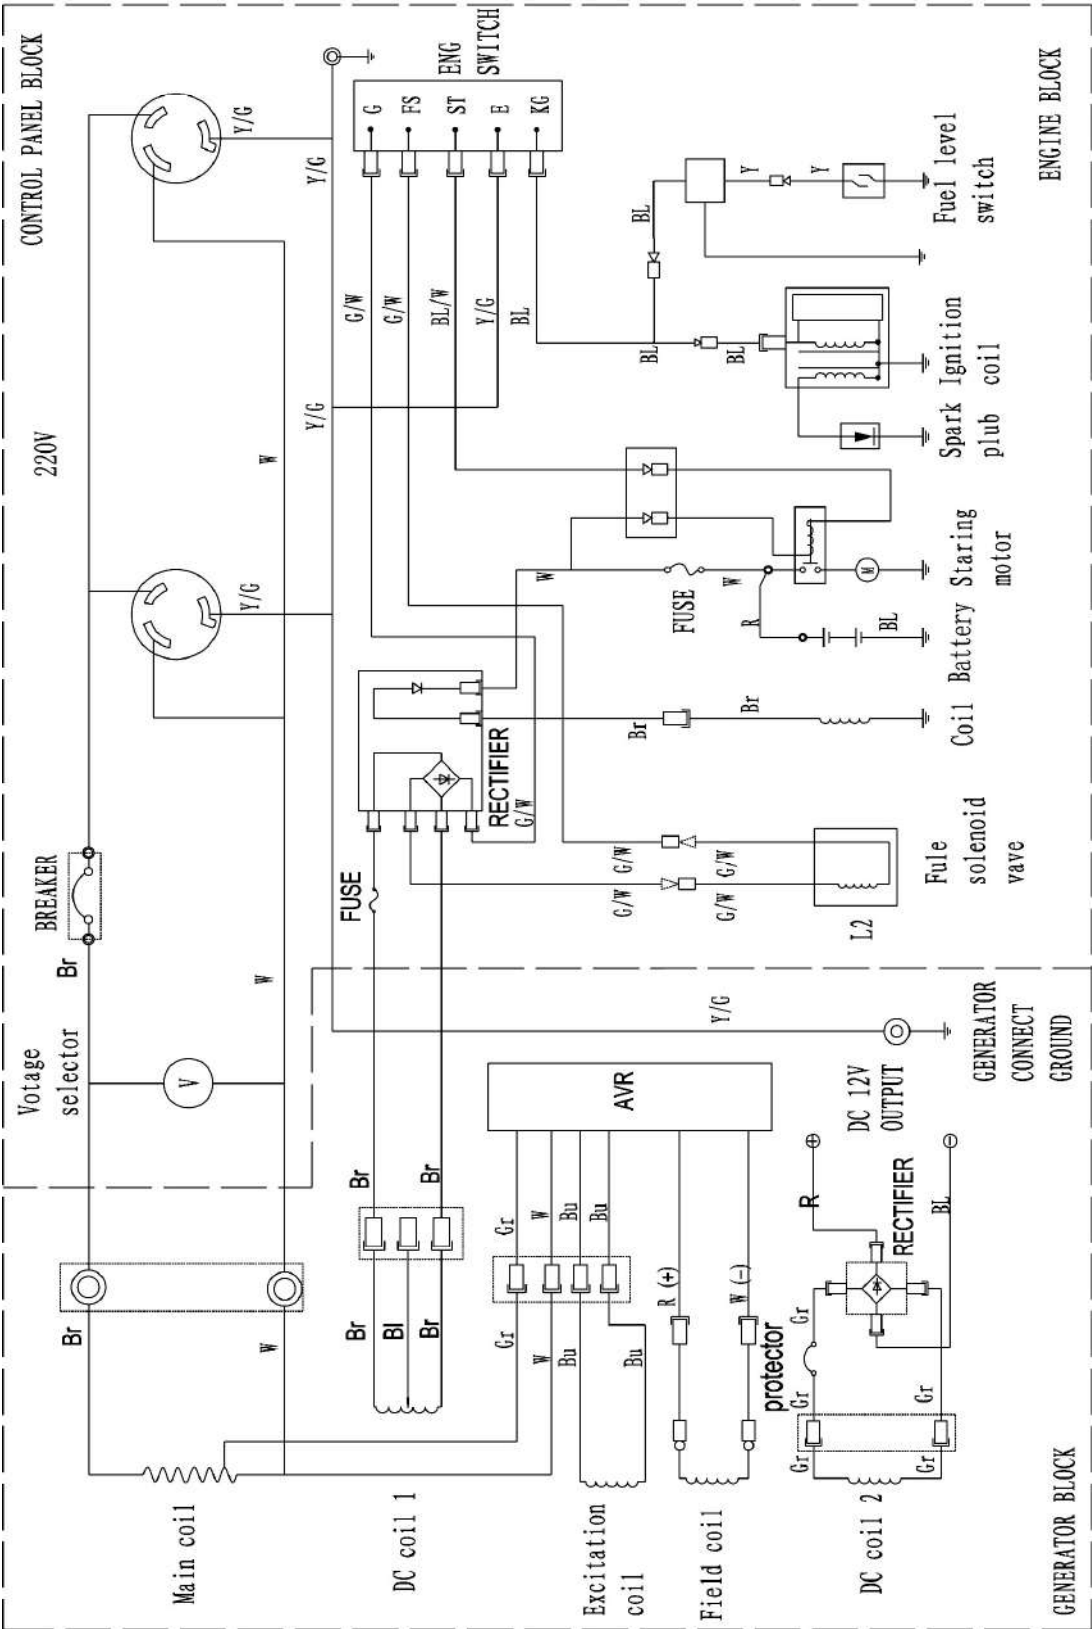 CONTROL PANEL BLOCK
220V
BREAKER
Br
Votage
selector
V
Br
W
W
W
Y/G
Y/G
Y/G
Y/G
ENG
SWITCH
G
FS
ST
E
KG
G/W
G/W
BL/W
Y/G
BL
ENGINE BLOCK
BL
Y
Y
Fuel level
switch
BL
BL
Ignition
coil
Spark
plub
W
FUSE
W
R
BL
M
Staring
motor
Battery
RECTIFIER
G/W
Br
Br
Coil
FUSE
G/W
G/W
G/W
G/W
L2
Fule
solenoid
vave
Y/G
GENERATOR
CONNECT
GROUND
AVR
DC 12V
OUTPUT
Br
Br
Br
Bl
Br
Gr
W
Bu
Bu
Gr
W
Bu
Bu
R (+)
W (-)
protector
R
RECTIFIER
BL
Gr
Gr
Gr
Gr
Gr
Main coil
DC coil 1
Excitation
coil
Field coil
DC coil 2
GENERATOR BLOCK